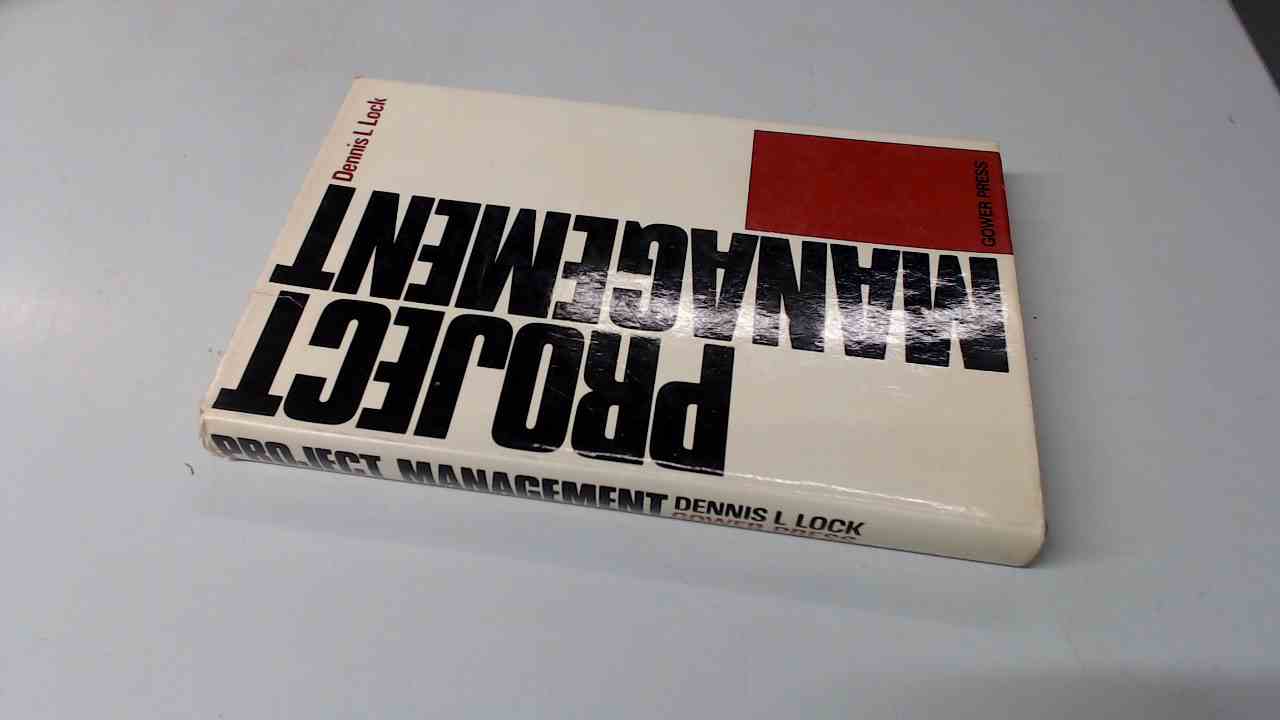 Dennis L Lock
PROJECT
MANAGEMENT
GOWER PRESS
PROJECT MANAGEMENT DENNIS L LOCK
GOWER PRESS